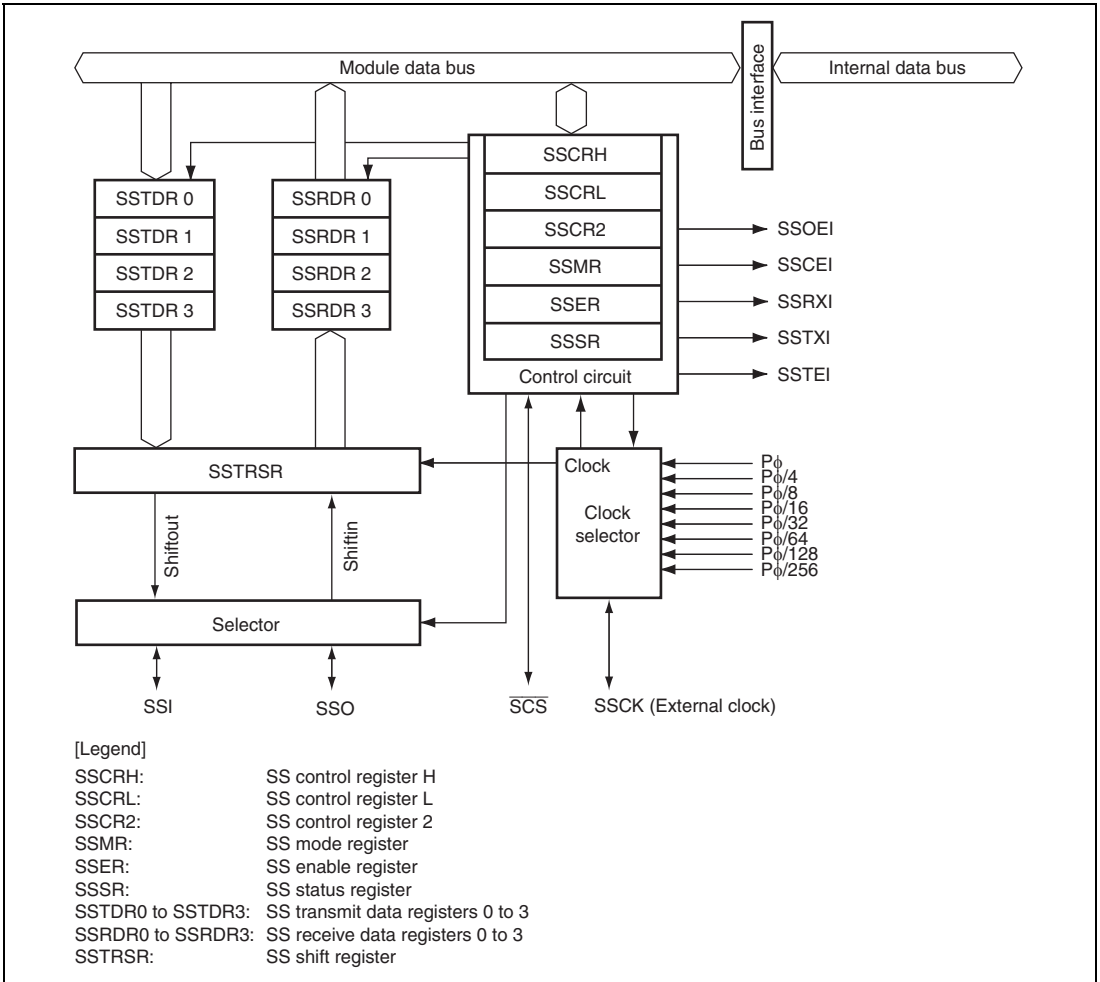 Module data bus
Bus interface
Internal data bus
SSCRH
SSCRL
SSCR2
SSMR
SSER
SSSR
Control circuit
SSTDR 0
SSTDR 1
SSTDR 2
SSTDR 3
SSRDR 0
SSRDR 1
SSRDR 2
SSRDR 3
SSOEI
SSCEI
SSRXI
SSTXI
SSTEI
SSTRSR
Clock
Clock
selector
Pϕ
Pϕ/4
Pϕ/8
Pϕ/16
Pϕ/32
Pϕ/64
Pϕ/128
Pϕ/256
Shiftout
Shiftin
Selector
SSI
SSO
S̅C̅S̅
SSCK (External clock)
[Legend]
SSCRH: SS control register H
SSCRL: SS control register L
SSCR2: SS control register 2
SSMR: SS mode register
SSER: SS enable register
SSSR: SS status register
SSTDR0 to SSTDR3: SS transmit data registers 0 to 3
SSRDR0 to SSRDR3: SS receive data registers 0 to 3
SSTRSR: SS shift register